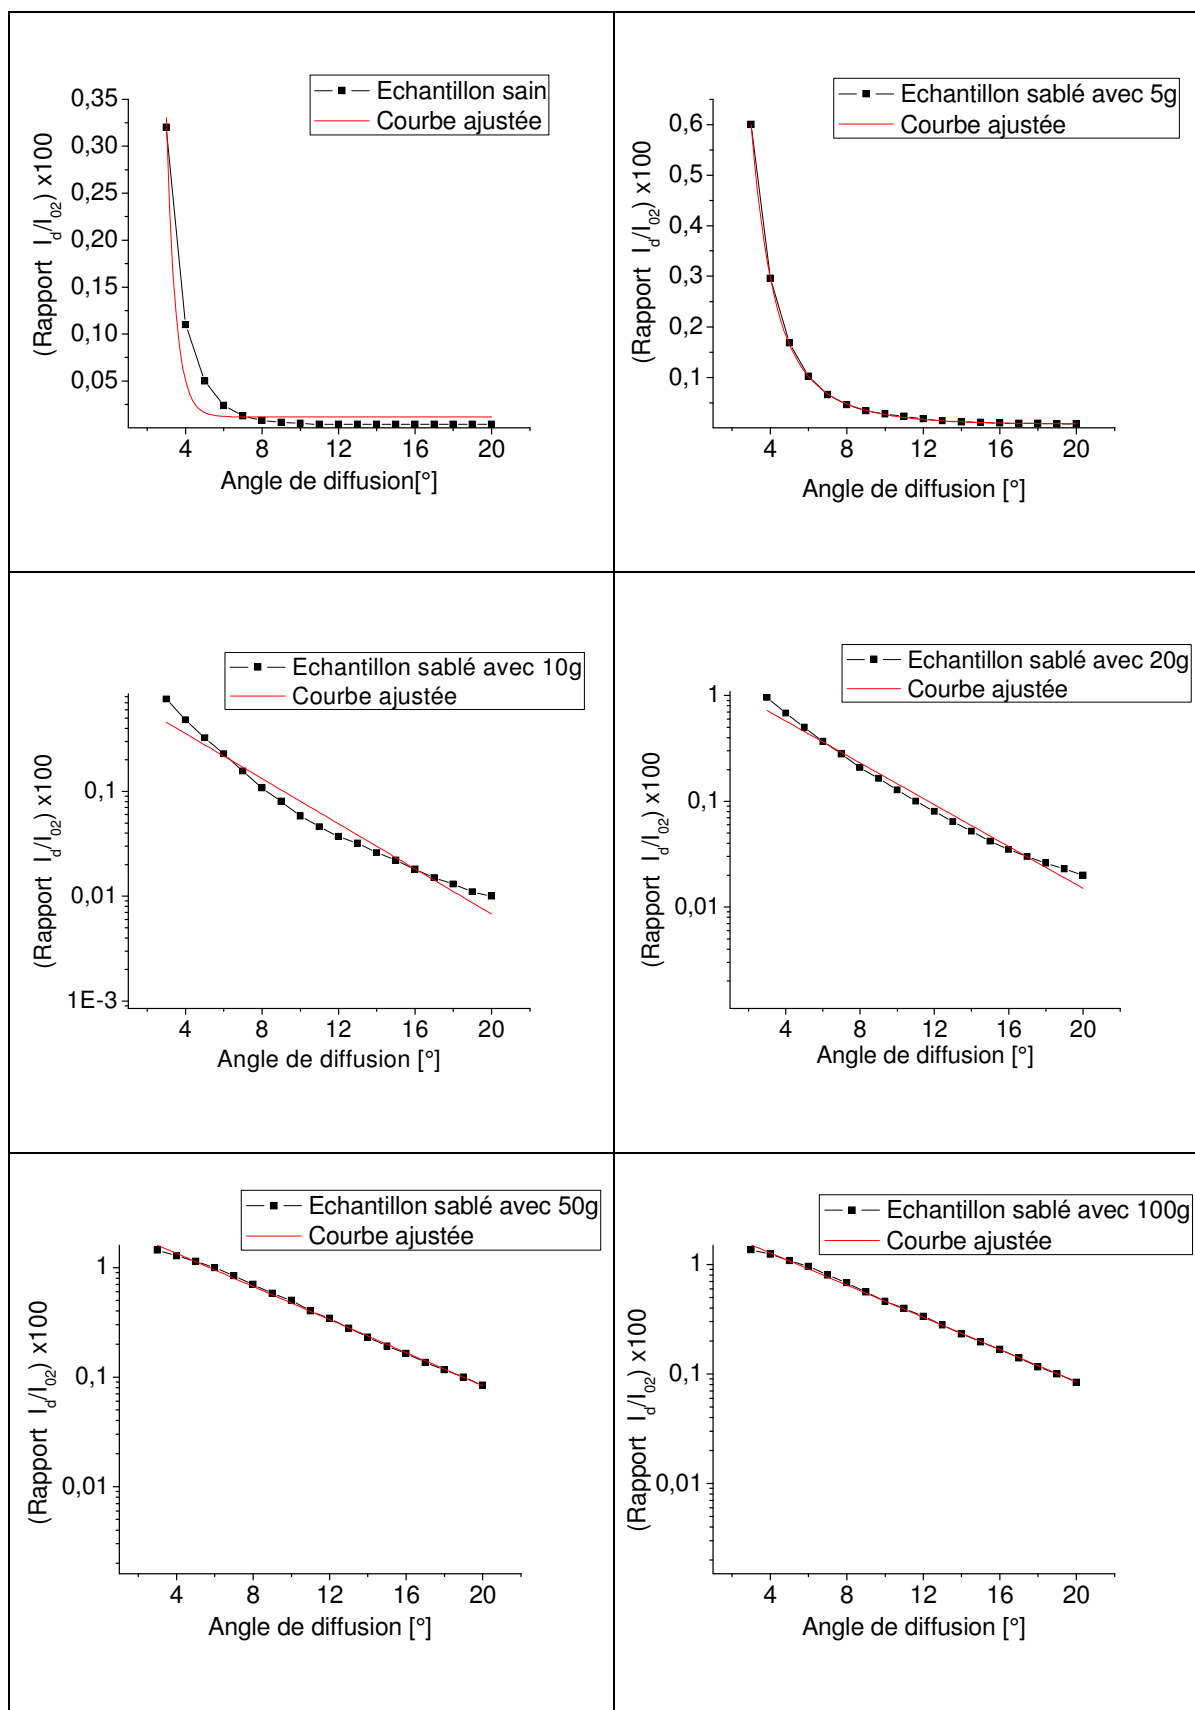 Echantillon sain
Courbe ajustée
0,35
0,30
0,25
0,20
0,15
0,10
0,05
4 8 12 16 20
(Rapport I_d/I_02) x100
Angle de diffusion[°]
Echantillon sablé avec 5g
Courbe ajustée
0,6
0,5
0,4
0,3
0,2
0,1
4 8 12 16 20
(Rapport I_d/I_02) x100
Angle de diffusion [°]
Echantillon sablé avec 10g
Courbe ajustée
0,1
0,01
1E-3
4 8 12 16 20
(Rapport I_d/I_02) x100
Angle de diffusion [°]
Echantillon sablé avec 20g
Courbe ajustée
1
0,1
0,01
4 8 12 16 20
(Rapport I_d/I_02) x100
Angle de diffusion [°]
Echantillon sablé avec 50g
Courbe ajustée
1
0,1
0,01
4 8 12 16 20
(Rapport I_d/I_02) x100
Angle de diffusion [°]
Echantillon sablé avec 100g
Courbe ajustée
1
0,1
0,01
4 8 12 16 20
(Rapport I_d/I_02) x100
Angle de diffusion [°]